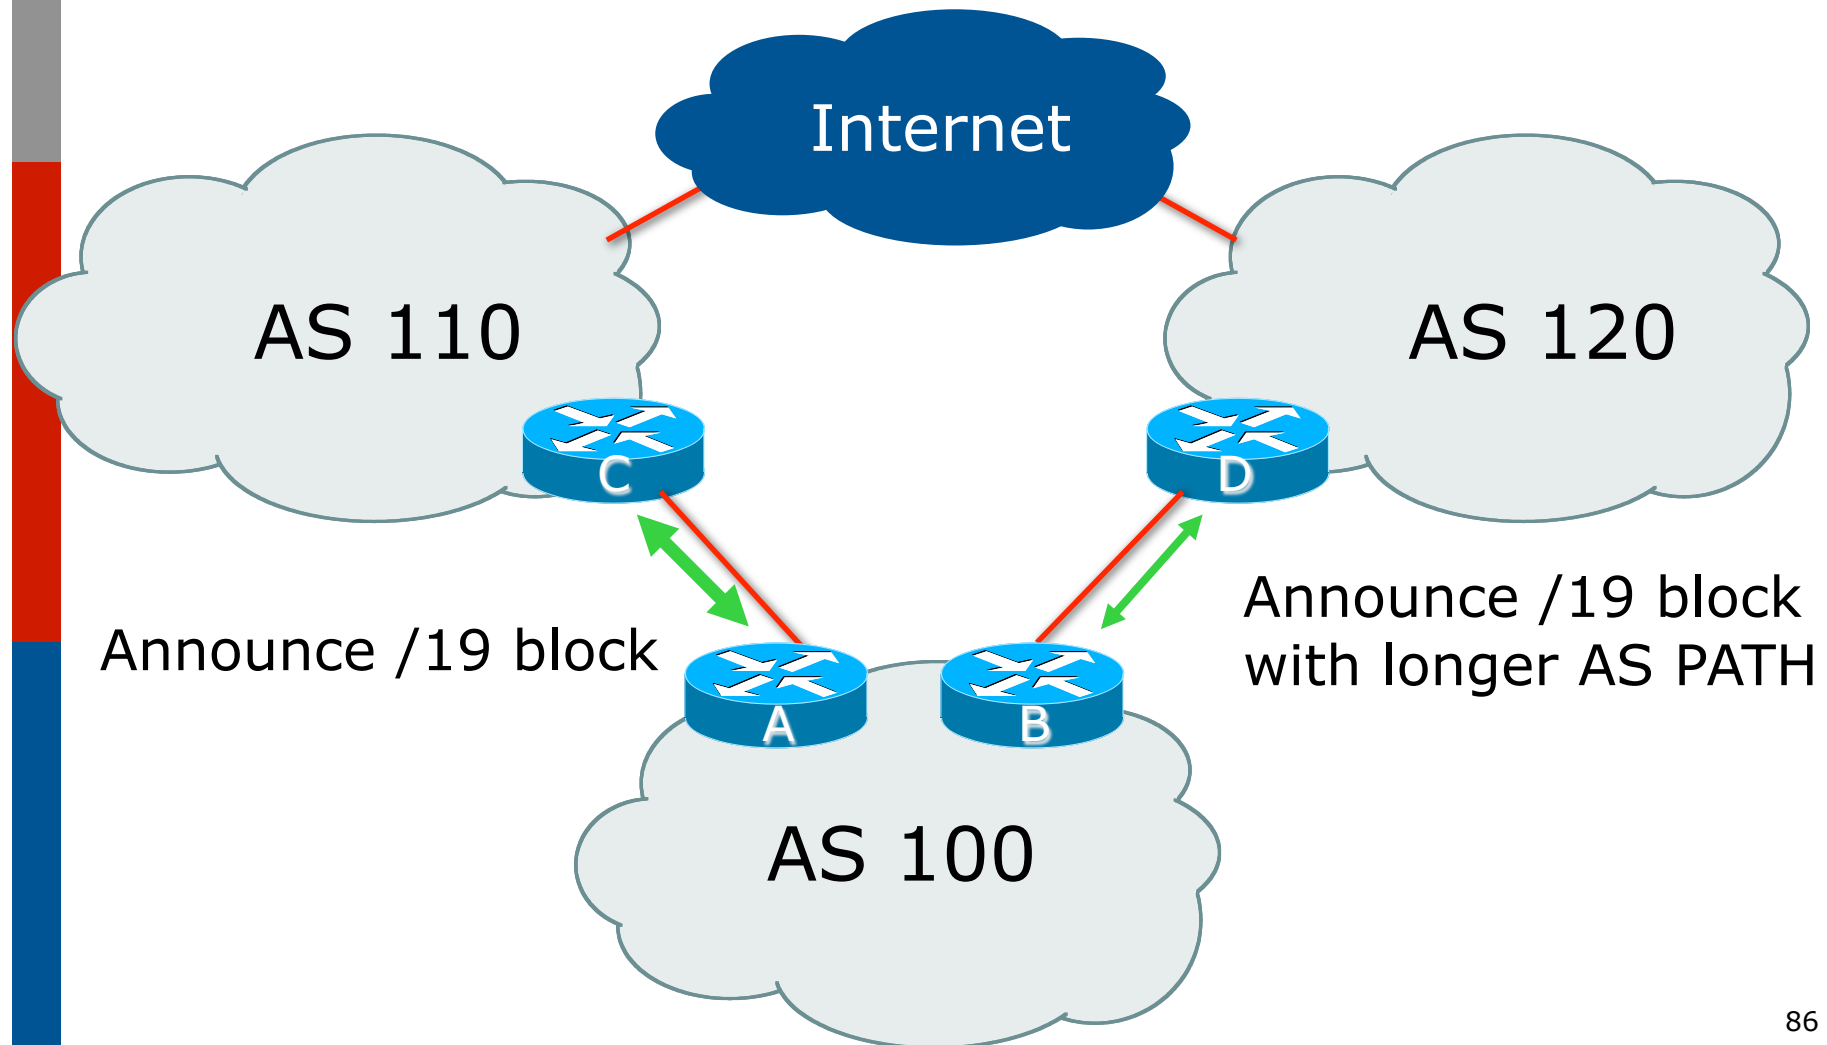 Internet
AS 110
AS 120
C
D
Announce /19 block
Announce /19 block
with longer AS PATH
A
B
AS 100
86